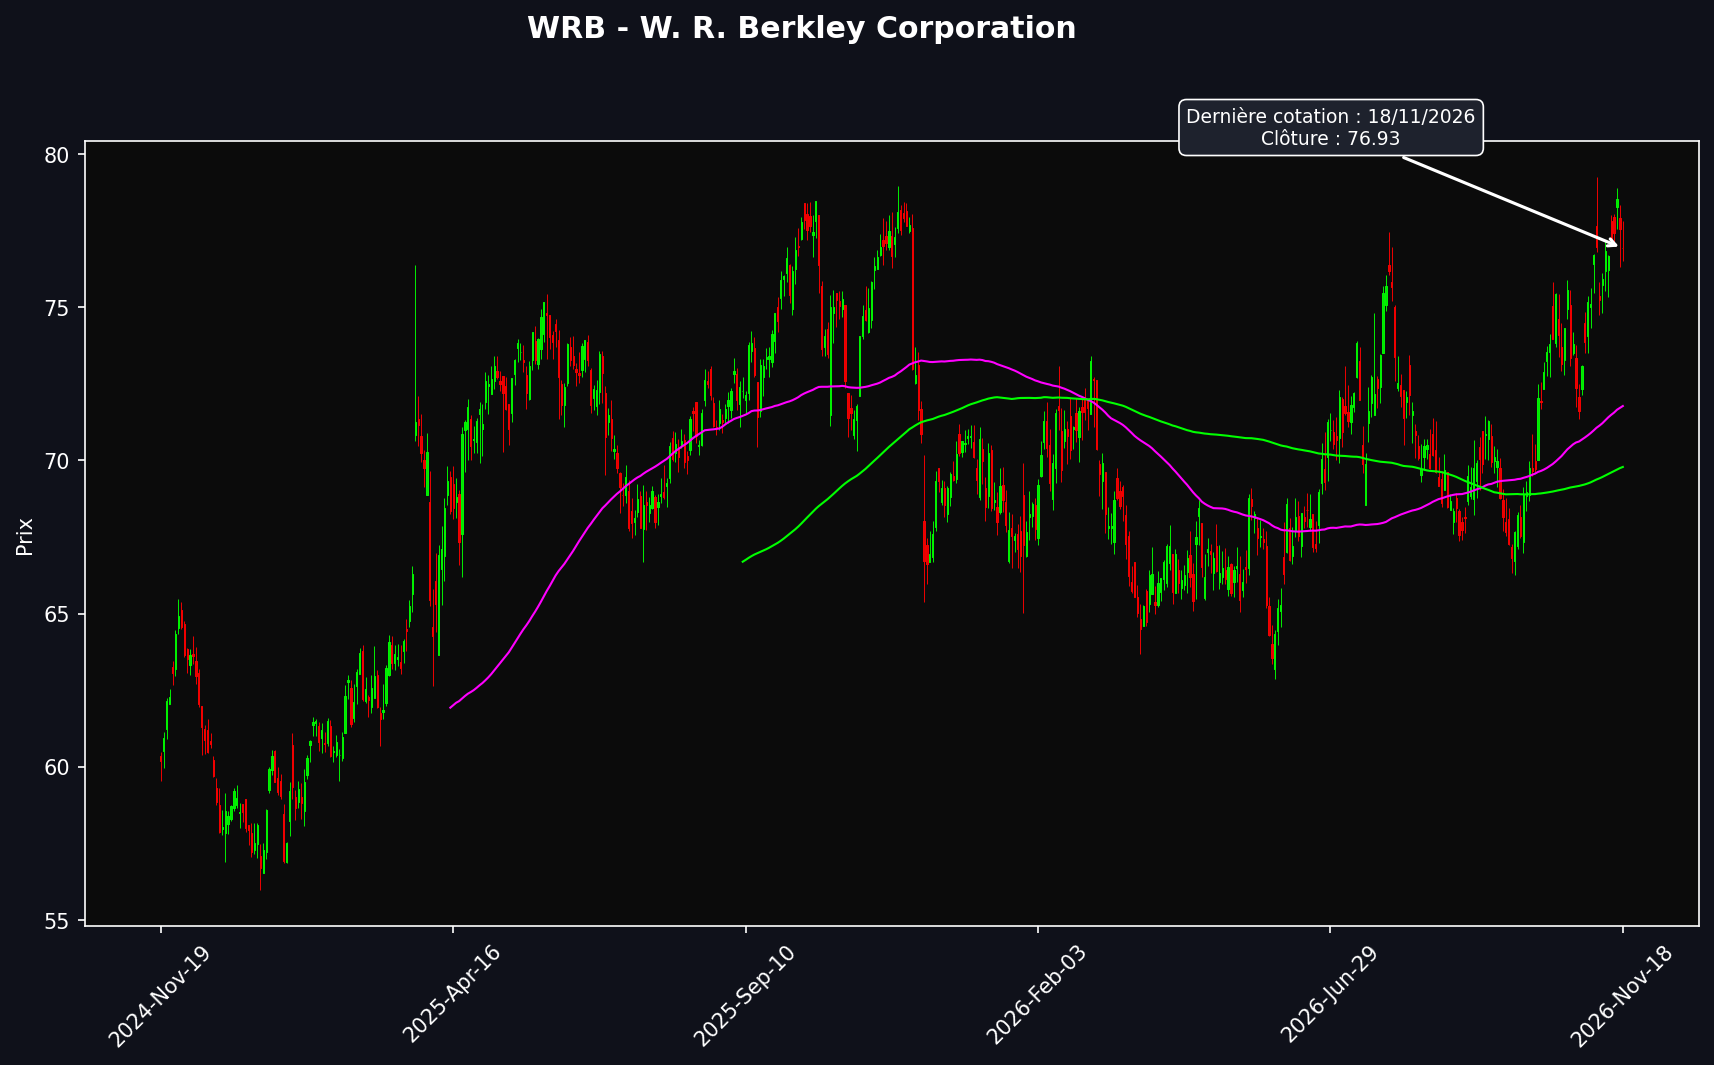 WRB - W. R. Berkley Corporation
Dernière cotation : 18/11/2026
Clôture : 76.93
Prix
80
75
70
65
60
55
2024-Nov-19
2025-Apr-16
2025-Sep-10
2026-Feb-03
2026-Jun-29
2026-Nov-18